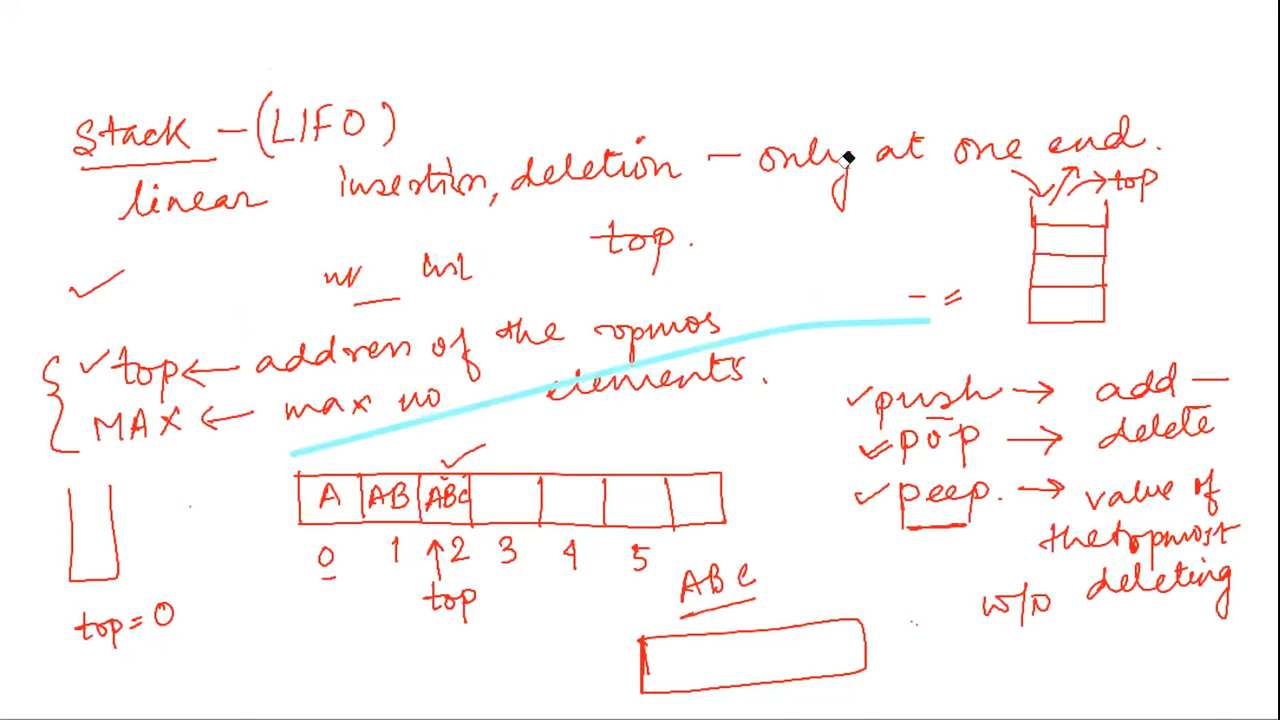 Stack - (LIFO)
linear insertion, deletion - only at one end.
top
top.
top ← address of the topmos
elements.
MAX ← max no
push → add -
pop → delete
peep. → value of
the topmost
w/o deleting
A AB ABC
0 1 2 3 4 5
top
top = 0
ABC